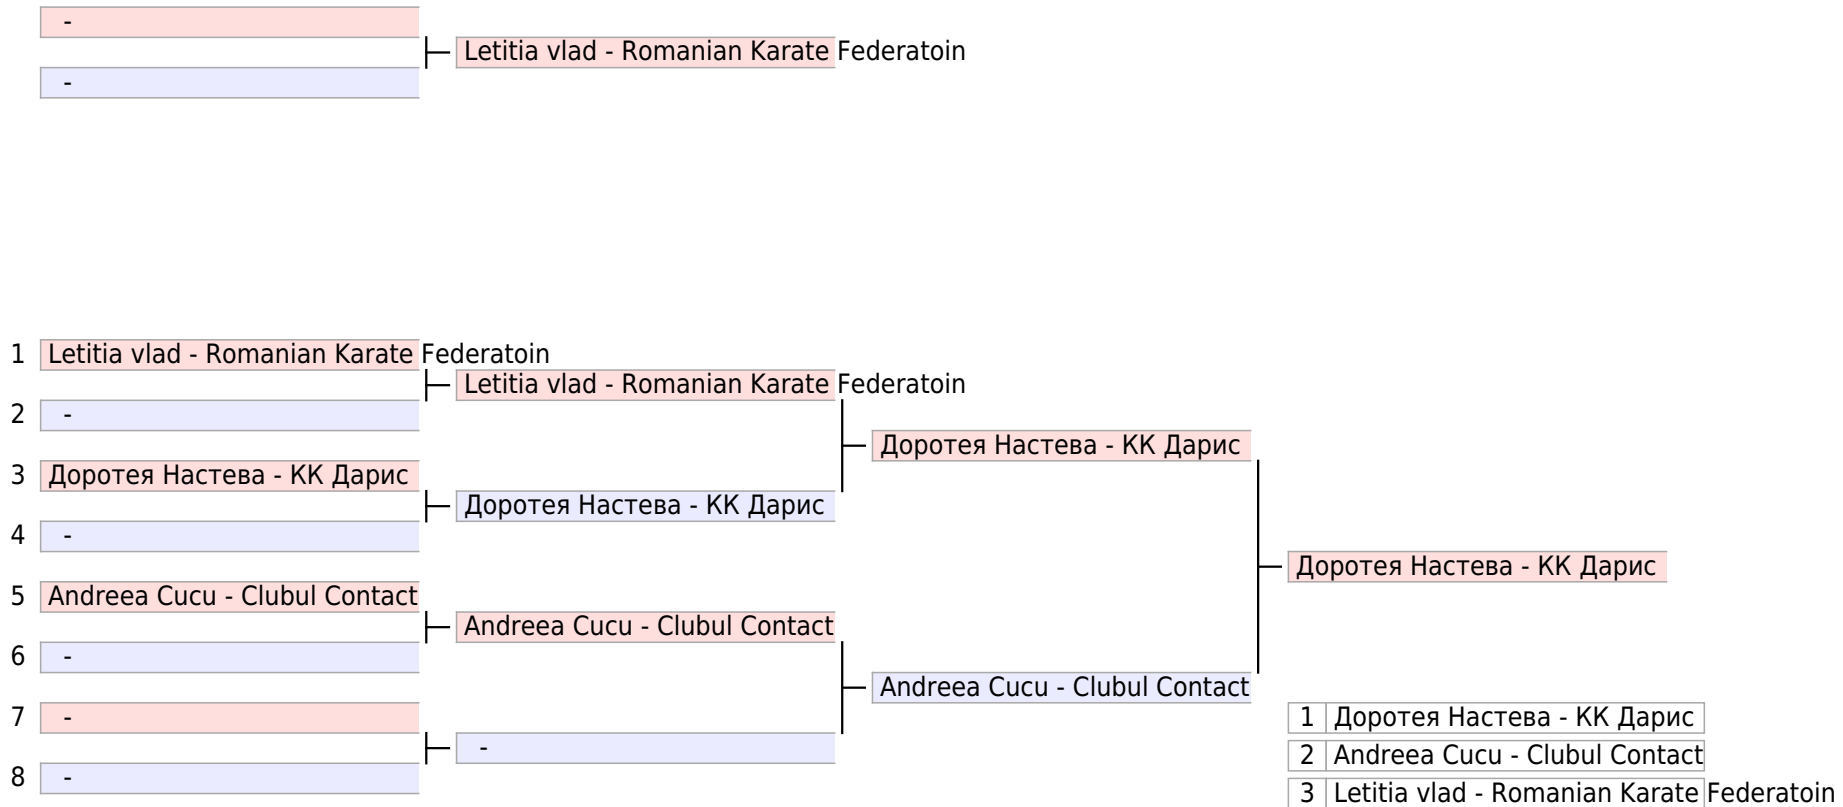 -
Letitia vlad - Romanian Karate Federatoin
-
1 Letitia vlad - Romanian Karate Federatoin
Letitia vlad - Romanian Karate Federatoin
2 -
Доротея Настева - КК Дарис
3 Доротея Настева - КК Дарис
Доротея Настева - КК Дарис
4 -
Доротея Настева - КК Дарис
5 Andreea Cucu - Clubul Contact
Andreea Cucu - Clubul Contact
6 -
Andreea Cucu - Clubul Contact
7 -
1 Доротея Настева - КК Дарис
-
2 Andreea Cucu - Clubul Contact
8 -
3 Letitia vlad - Romanian Karate Federatoin